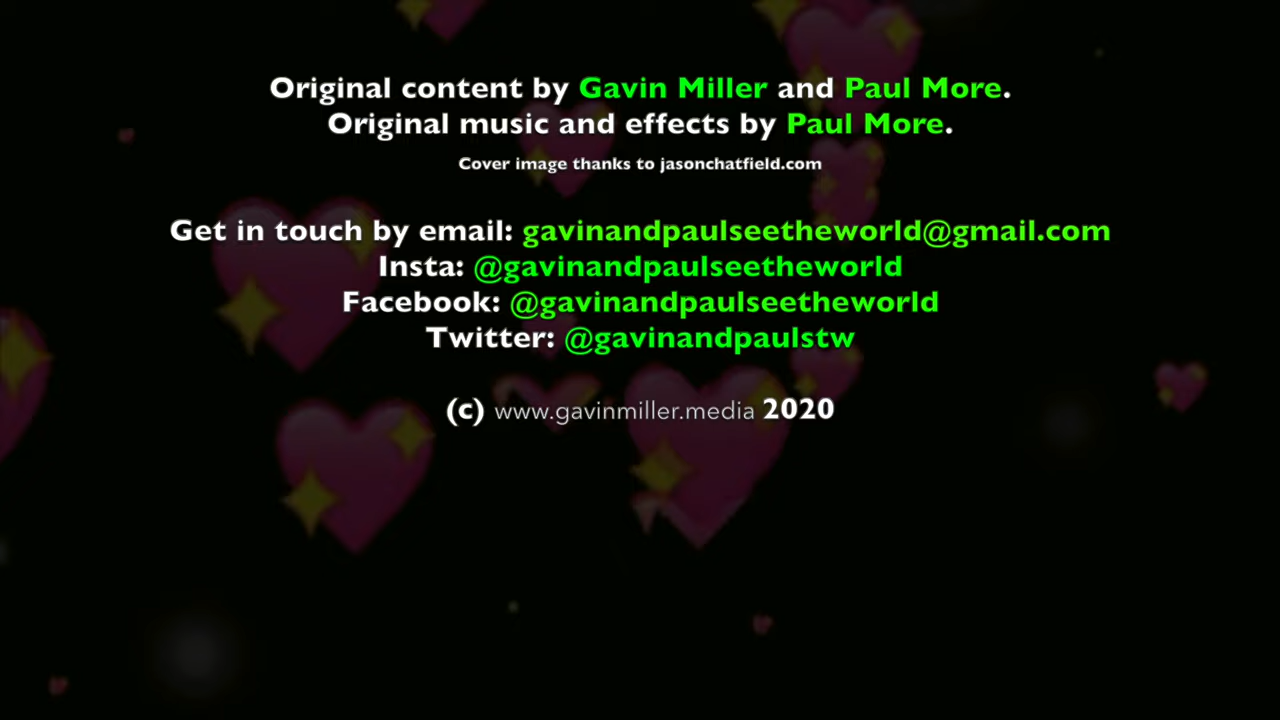 Original content by Gavin Miller and Paul More.
Original music and effects by Paul More.
Cover image thanks to jasonchatfield.com
Get in touch by email: gavinandpaulseetheworld@gmail.com
Insta: @gavinandpaulseetheworld
Facebook: @gavinandpaulseetheworld
Twitter: @gavinandpaulstw
(c) www.gavinmiller.media 2020